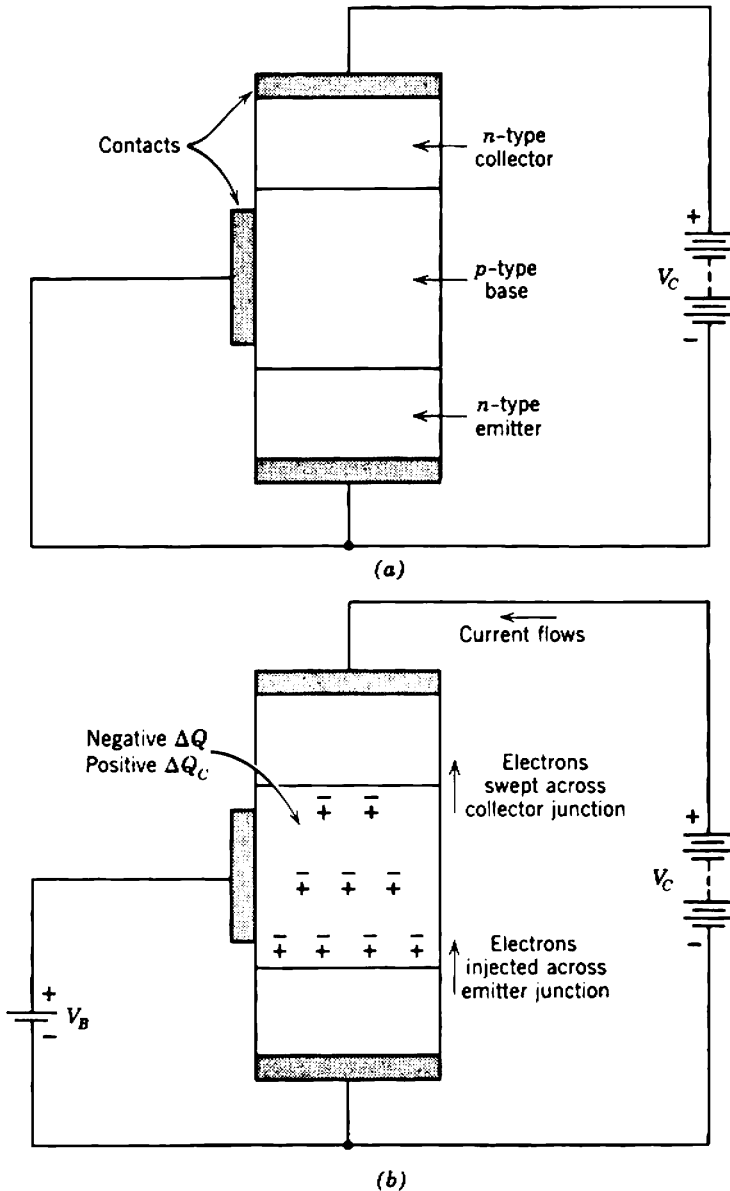 Contacts
n-type
collector
p-type
base
n-type
emitter
+
V_C
−
(a)
Current flows
Negative ΔQ
Positive ΔQ_C
Electrons
swept across
collector junction
− −
+ +
− − −
+ + +
− − − −
+ + + +
Electrons
injected across
emitter junction
+
V_C
−
+
V_B
−
(b)